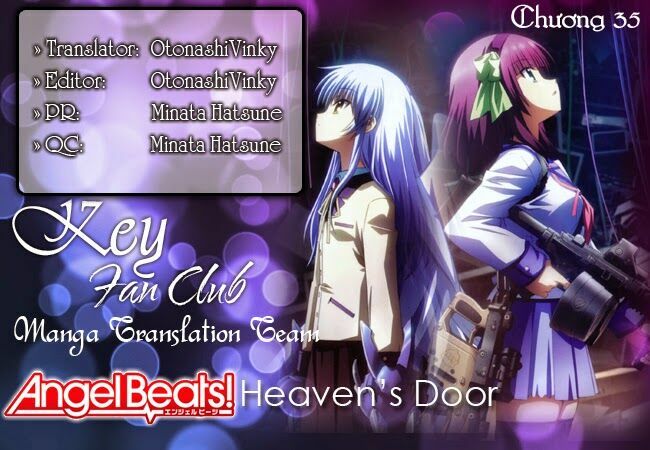 Chương 35
» Translator: OtonashiVinky
» Editor: OtonashiVinky
» PR: Minata Hatsune
» QC: Minata Hatsune
Key
Fan Club
Manga Translation Team
Angel Beats! Heaven's Door
エンジェルビーツ